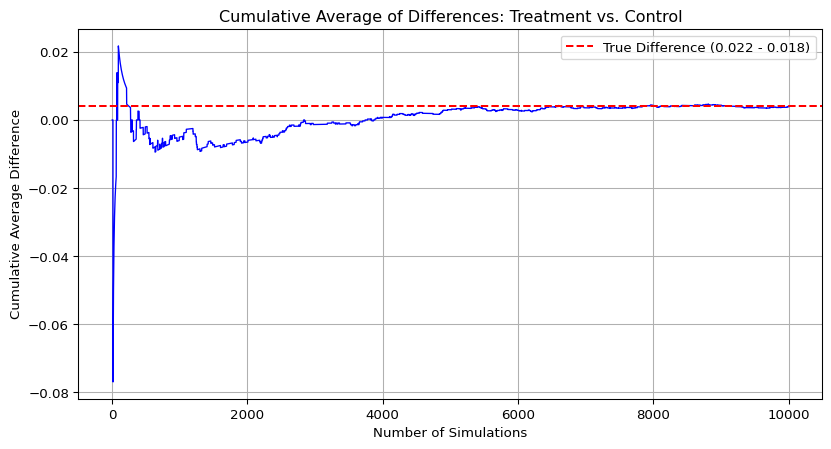 Cumulative Average of Differences: Treatment vs. Control
True Difference (0.022 - 0.018)
Cumulative Average Difference
0.02
0.00
−0.02
−0.04
−0.06
−0.08
0 2000 4000 6000 8000 10000
Number of Simulations